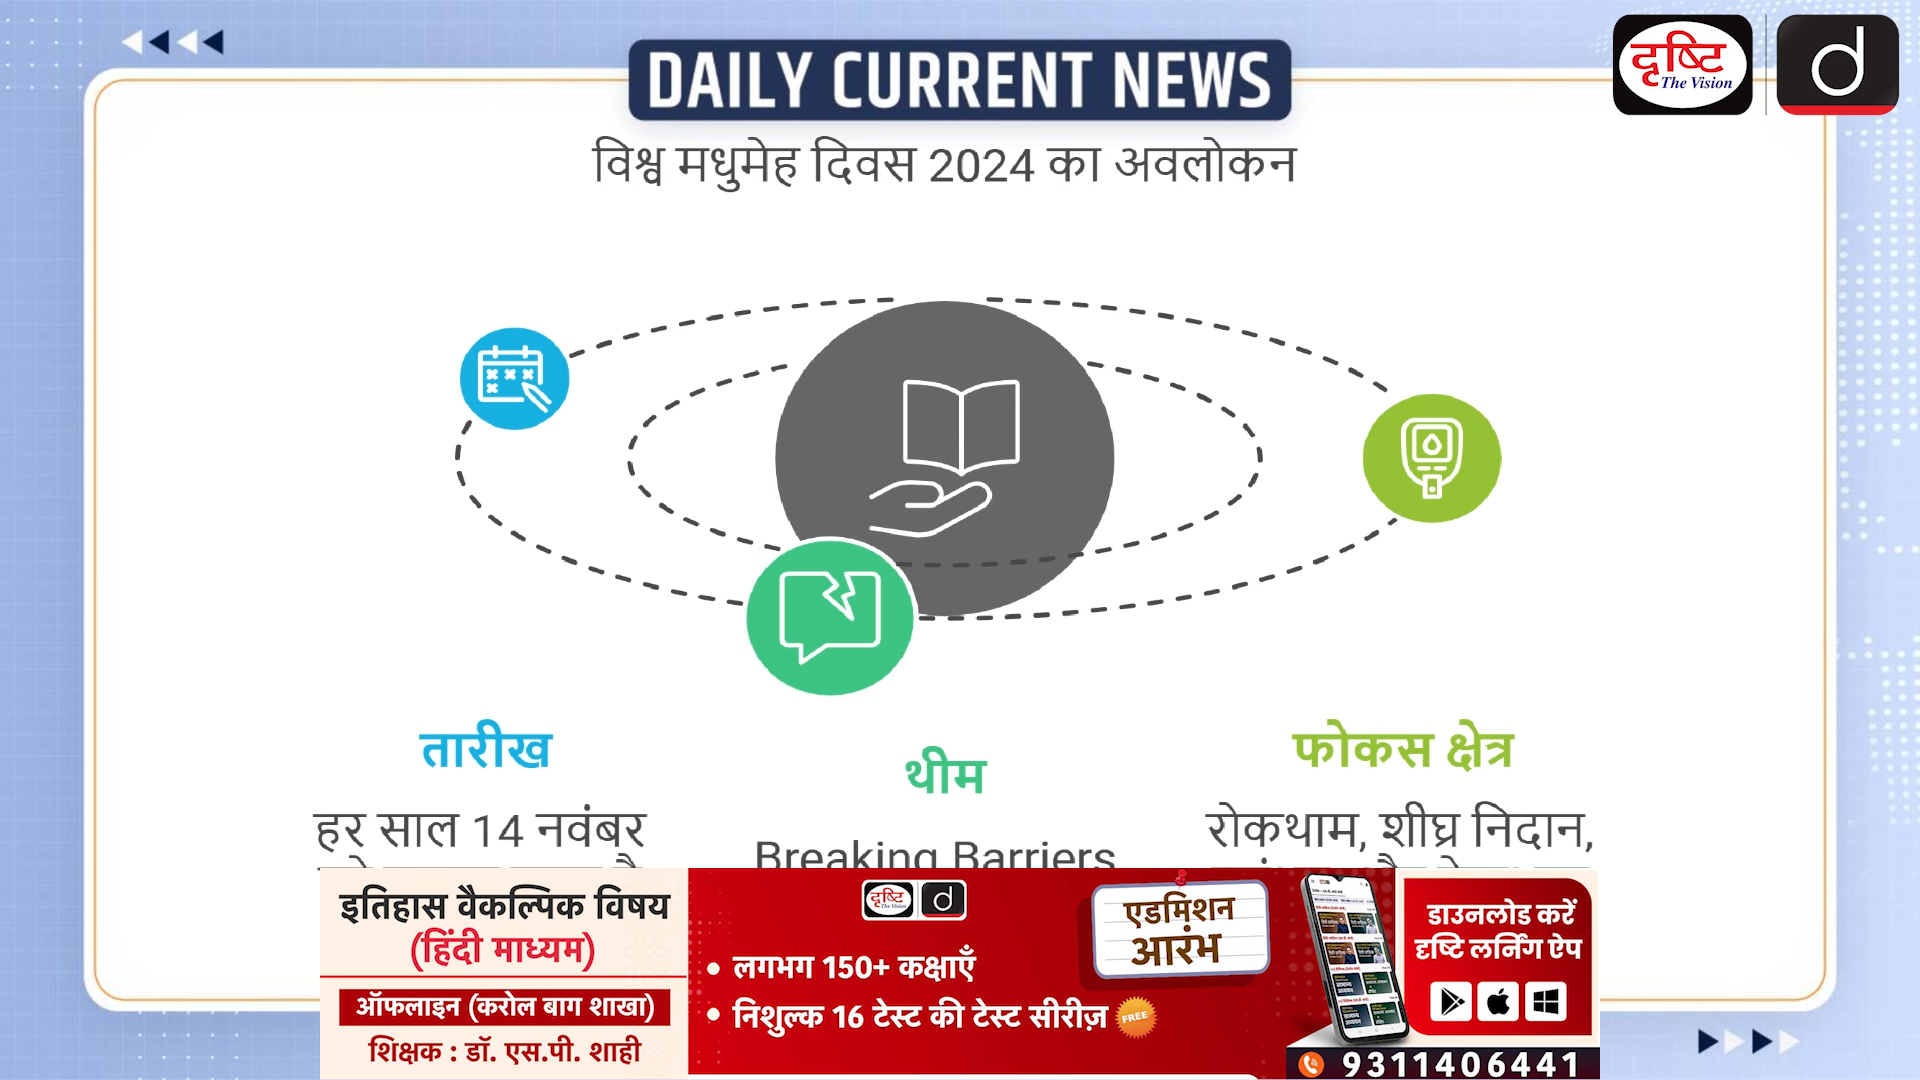 DAILY CURRENT NEWS
दृष्टि
The Vision
d
विश्व मधुमेह दिवस 2024 का अवलोकन
तारीख
हर साल 14 नवंबर
थीम
Breaking Barriers
फोकस क्षेत्र
रोकथाम, शीघ्र निदान,
इतिहास वैकल्पिक विषय
(हिंदी माध्यम)
ऑफलाइन (करोल बाग शाखा)
शिक्षक : डॉ. एस.पी. शाही
दृष्टि
The Vision
d
• लगभग 150+ कक्षाएँ
• निशुल्क 16 टेस्ट की टेस्ट सीरीज़ FREE
एडमिशन
आरंभ
डाउनलोड करें
दृष्टि लर्निंग ऐप
9311406441